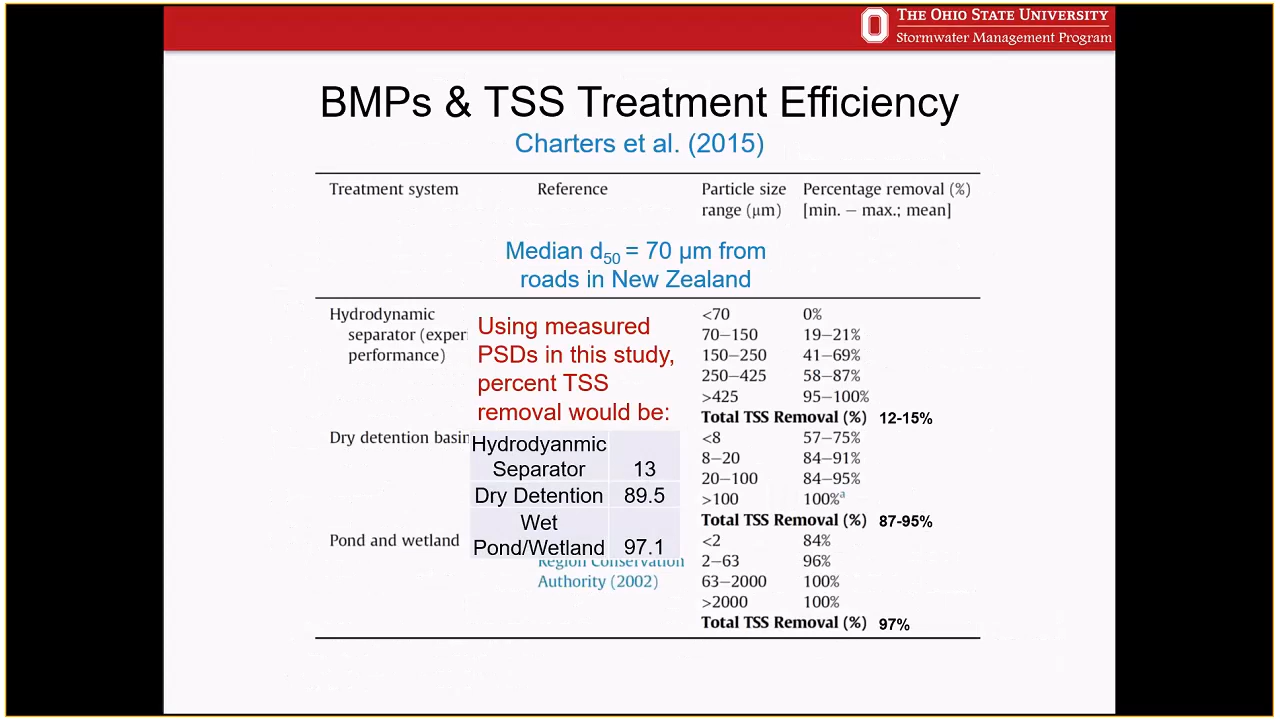 THE OHIO STATE UNIVERSITY
Stormwater Management Program
BMPs & TSS Treatment Efficiency
Charters et al. (2015)
Treatment system Reference Particle size Percentage removal (%)
range (μm) [min. – max.; mean]
Median d50 = 70 μm from
roads in New Zealand
Hydrodynamic <70 0%
separator (exper 70–150 19–21%
performance) 150–250 41–69%
250–425 58–87%
>425 95–100%
Total TSS Removal (%) 12-15%
Using measured
PSDs in this study,
percent TSS
removal would be:
Dry detention basin <8 57–75%
8–20 84–91%
20–100 84–95%
>100 100%a
Total TSS Removal (%) 87-95%
Hydrodyanmic
Separator 13
Dry Detention 89.5
Wet
Pond/Wetland 97.1
Pond and wetland <2 84%
Region Conservation 2–63 96%
Authority (2002) 63–2000 100%
>2000 100%
Total TSS Removal (%) 97%